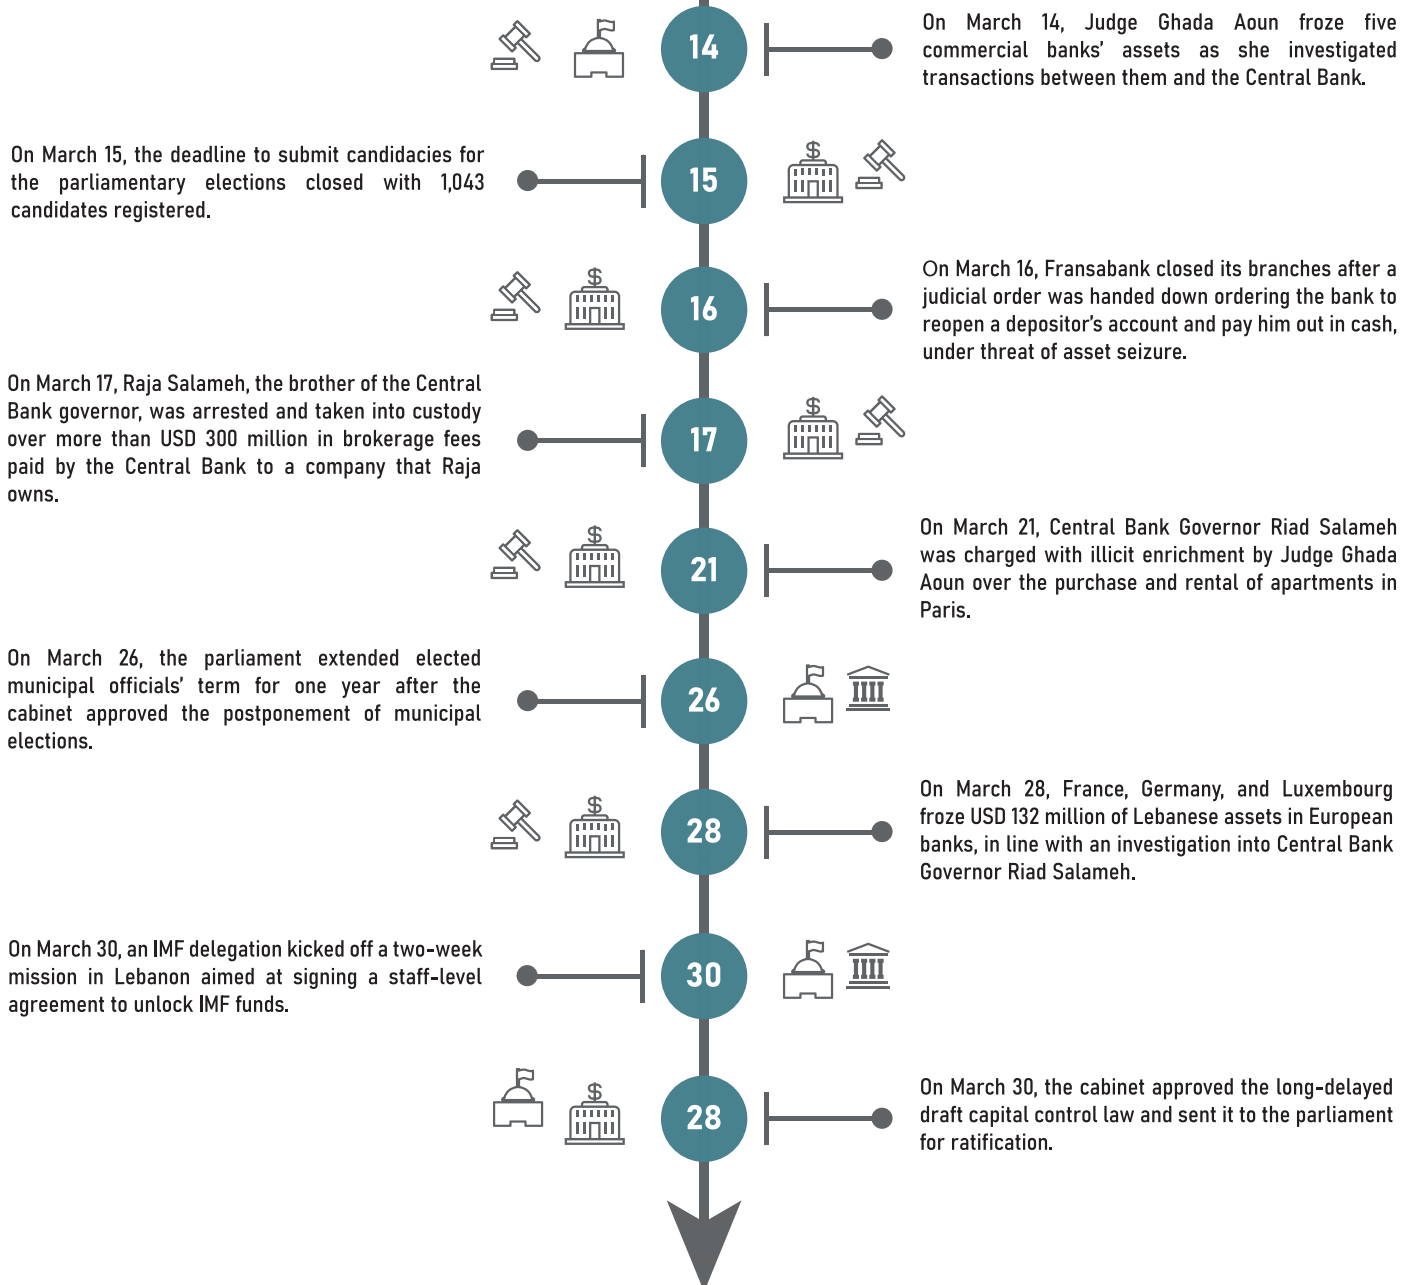 14
On March 14, Judge Ghada Aoun froze five
commercial banks' assets as she investigated
transactions between them and the Central Bank.
On March 15, the deadline to submit candidacies for
the parliamentary elections closed with 1,043
candidates registered.
15
$
$
16
On March 16, Fransabank closed its branches after a
judicial order was handed down ordering the bank to
reopen a depositor's account and pay him out in cash,
under threat of asset seizure.
On March 17, Raja Salameh, the brother of the Central
Bank governor, was arrested and taken into custody
over more than USD 300 million in brokerage fees
paid by the Central Bank to a company that Raja
owns.
17
$
$
21
On March 21, Central Bank Governor Riad Salameh
was charged with illicit enrichment by Judge Ghada
Aoun over the purchase and rental of apartments in
Paris.
On March 26, the parliament extended elected
municipal officials' term for one year after the
cabinet approved the postponement of municipal
elections.
26
$
28
On March 28, France, Germany, and Luxembourg
froze USD 132 million of Lebanese assets in European
banks, in line with an investigation into Central Bank
Governor Riad Salameh.
On March 30, an IMF delegation kicked off a two-week
mission in Lebanon aimed at signing a staff-level
agreement to unlock IMF funds.
30
$
28
On March 30, the cabinet approved the long-delayed
draft capital control law and sent it to the parliament
for ratification.